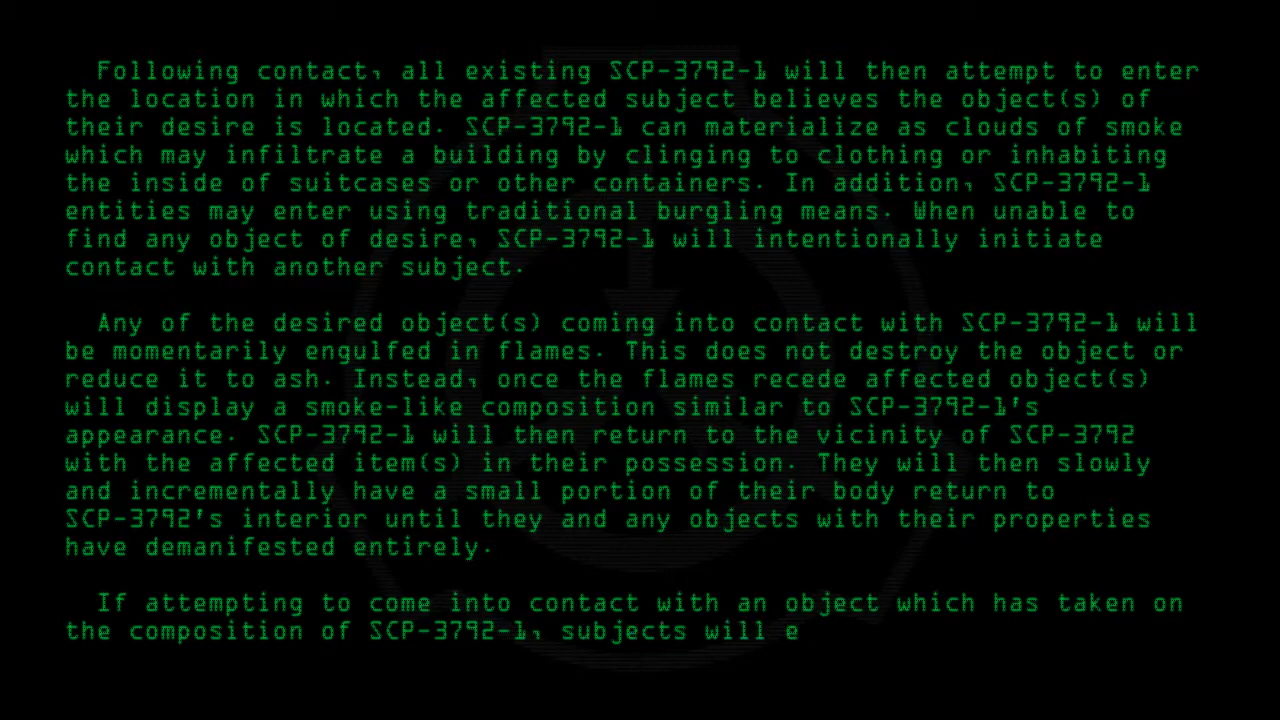 Following contact, all existing SCP-3792-1 will then attempt to enter
the location in which the affected subject believes the object(s) of
their desire is located. SCP-3792-1 can materialize as clouds of smoke
which may infiltrate a building by clinging to clothing or inhabiting
the inside of suitcases or other containers. In addition, SCP-3792-1
entities may enter using traditional burgling means. When unable to
find any object of desire, SCP-3792-1 will intentionally initiate
contact with another subject.
Any of the desired object(s) coming into contact with SCP-3792-1 will
be momentarily engulfed in flames. This does not destroy the object or
reduce it to ash. Instead, once the flames recede affected object(s)
will display a smoke-like composition similar to SCP-3792-1's
appearance. SCP-3792-1 will then return to the vicinity of SCP-3792
with the affected item(s) in their possession. They will then slowly
and incrementally have a small portion of their body return to
SCP-3792's interior until they and any objects with their properties
have demanifested entirely.
If attempting to come into contact with an object which has taken on
the composition of SCP-3792-1, subjects will e